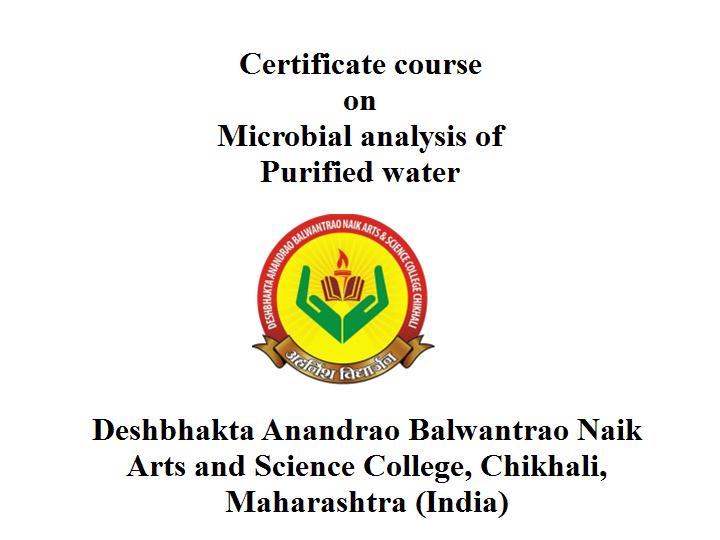 Certificate course
on
Microbial analysis of
Purified water
DESHBHAKTA ANANDRAO BALWANTRAO NAIK ARTS & SCIENCE COLLEGE CHIKHALI
अहर्निश विद्यार्जन
Deshbhakta Anandrao Balwantrao Naik
Arts and Science College, Chikhali,
Maharashtra (India)